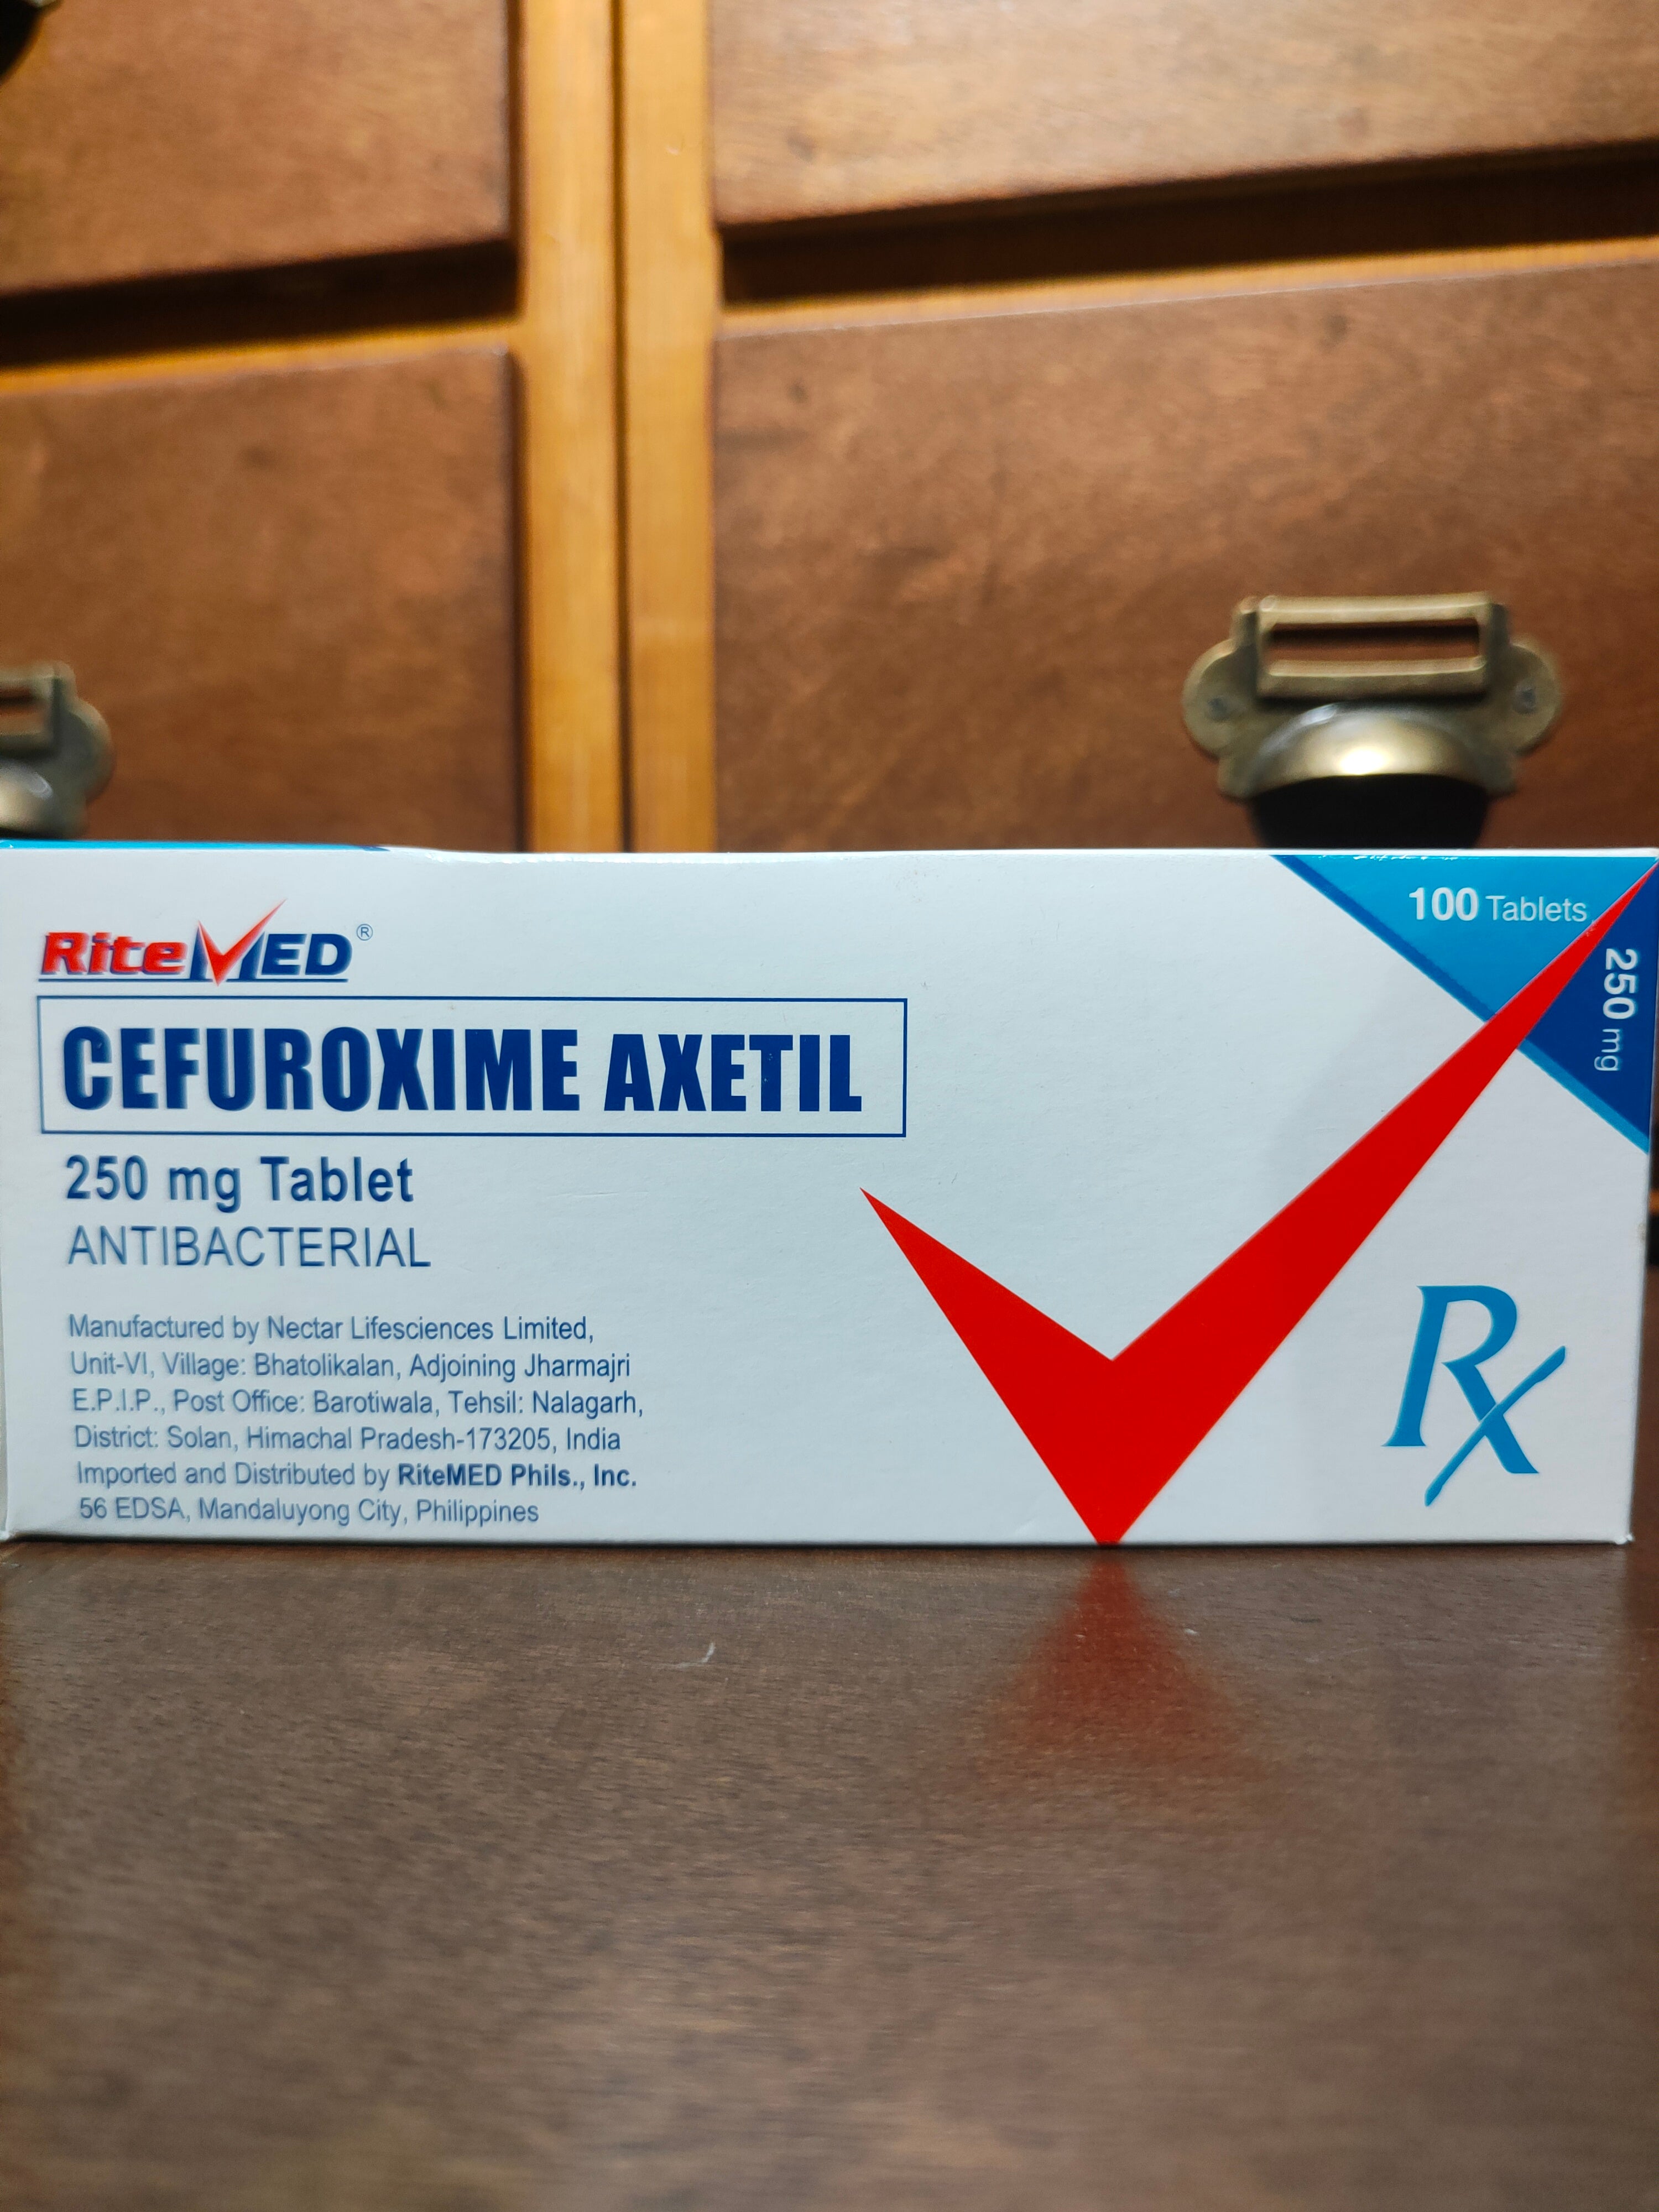 RiteMED®
CEFUROXIME AXETIL
250 mg Tablet
ANTIBACTERIAL
Manufactured by Nectar Lifesciences Limited,
Unit-VI, Village: Bhatolikalan, Adjoining Jharmajri
E.P.I.P., Post Office: Barotiwala, Tehsil: Nalagarh,
District: Solan, Himachal Pradesh-173205, India
Imported and Distributed by RiteMED Phils., Inc.
56 EDSA, Mandaluyong City, Philippines
100 Tablets
250 mg
Rx